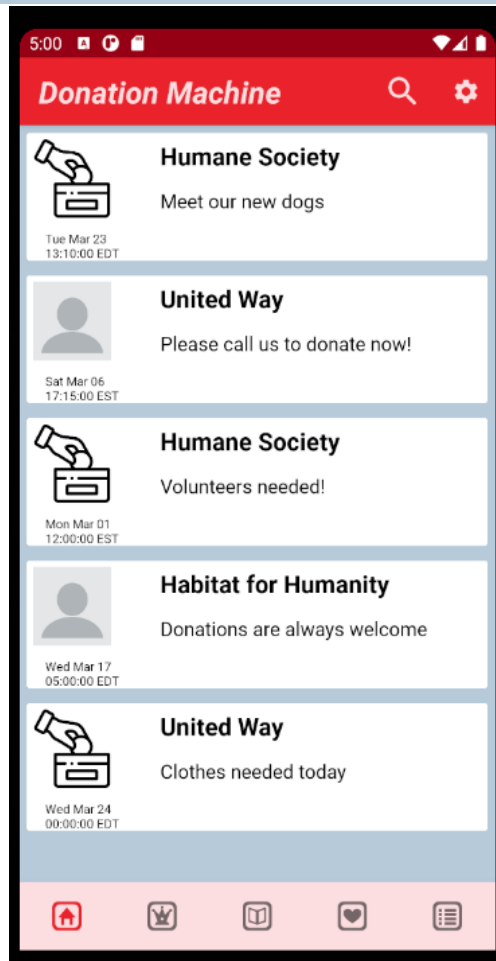 5:00
Donation Machine
Humane Society
Meet our new dogs
Tue Mar 23
13:10:00 EDT
United Way
Please call us to donate now!
Sat Mar 06
17:15:00 EST
Humane Society
Volunteers needed!
Mon Mar 01
12:00:00 EST
Habitat for Humanity
Donations are always welcome
Wed Mar 17
05:00:00 EDT
United Way
Clothes needed today
Wed Mar 24
00:00:00 EDT